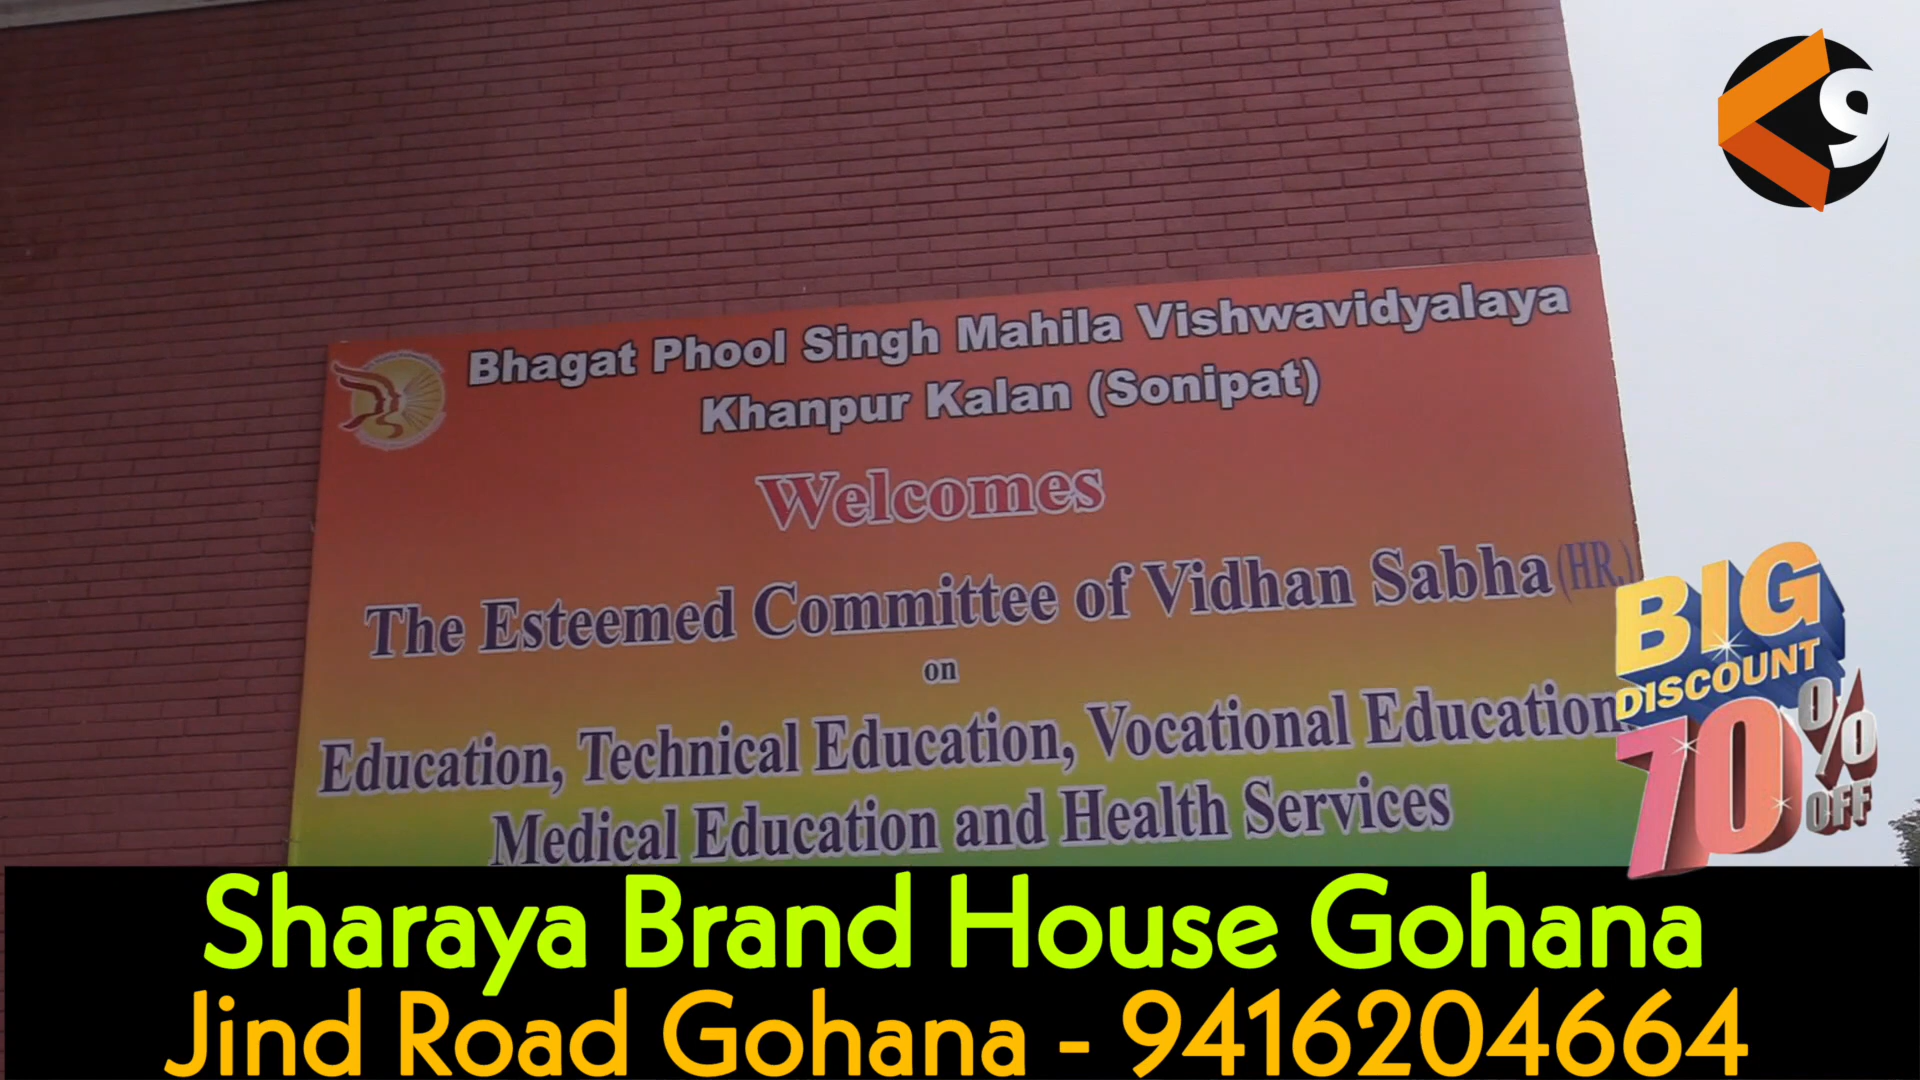 9
Bhagat Phool Singh Mahila Vishwavidyalaya
Khanpur Kalan (Sonipat)
Welcomes
The Esteemed Committee of Vidhan Sabha (HR.)
on
Education, Technical Education, Vocational Education
Medical Education and Health Services
BIG
DISCOUNT
70% OFF
Sharaya Brand House Gohana
Jind Road Gohana - 9416204664